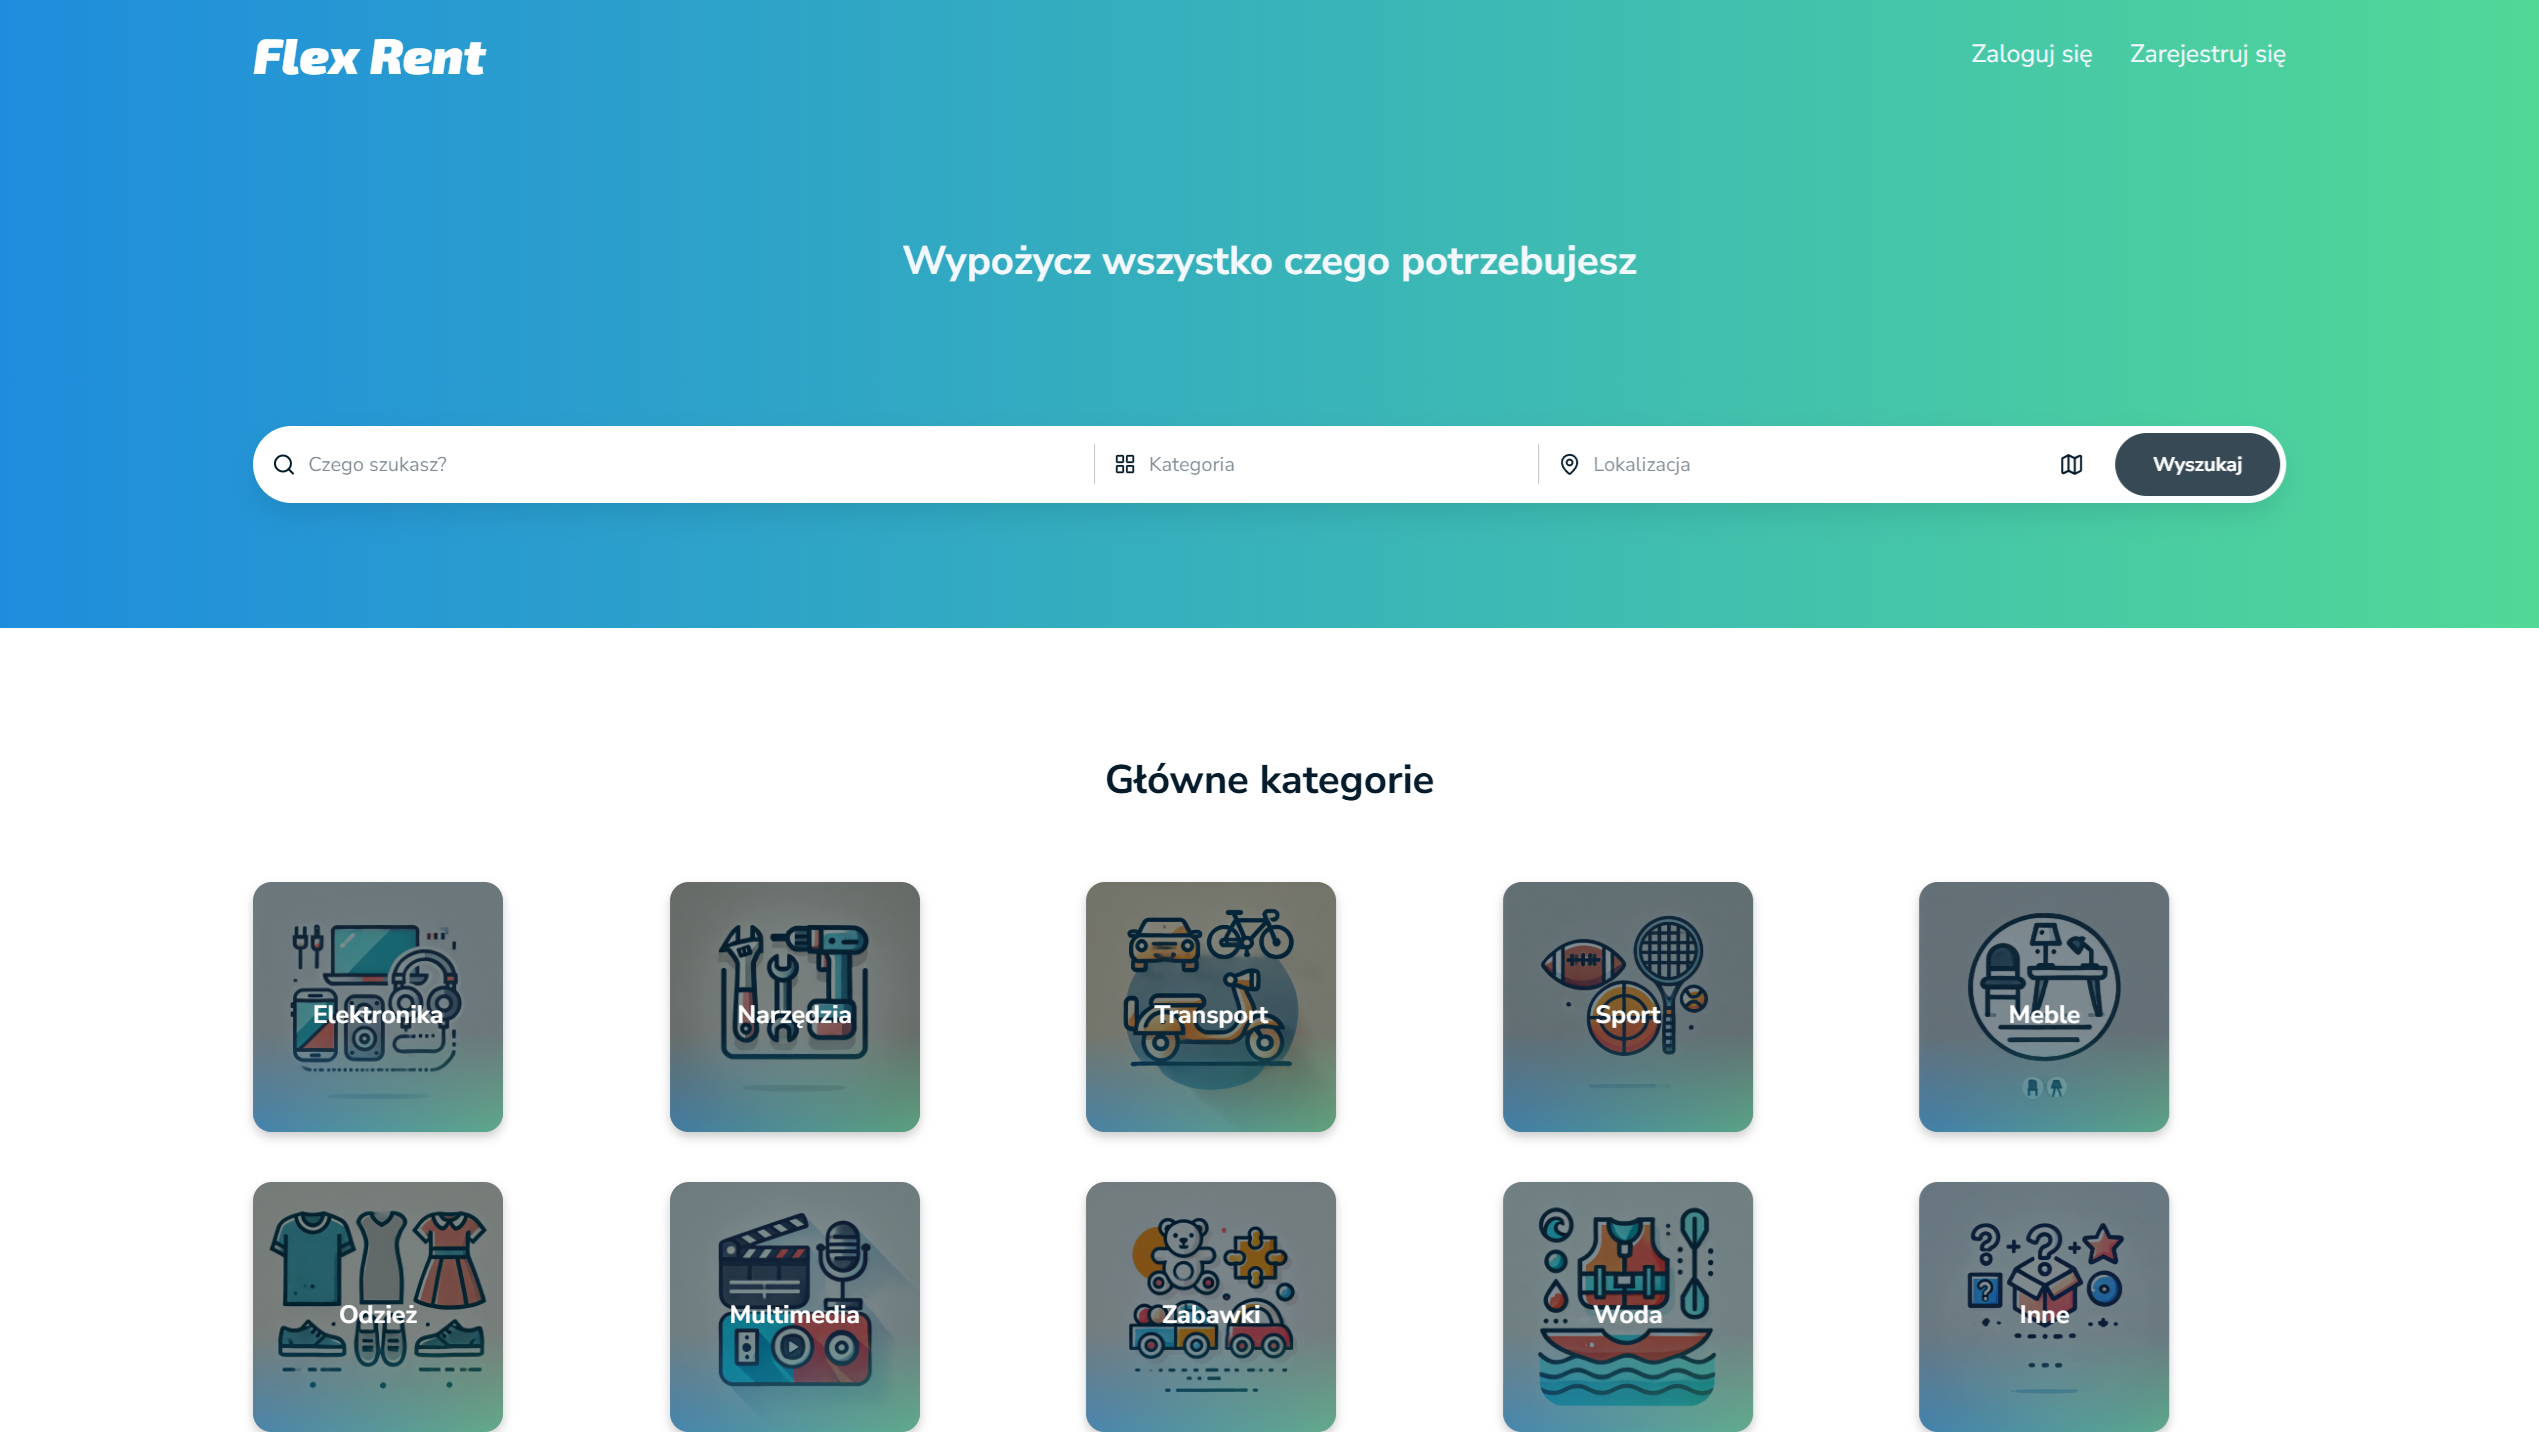 Flex Rent
Zaloguj się
Zarejestruj się
Wypożycz wszystko czego potrzebujesz
Czego szukasz?
Kategoria
Lokalizacja
Wyszukaj
Główne kategorie
Elektronika
Narzędzia
Transport
Sport
Meble
Odzież
Multimedia
Zabawki
Woda
Inne